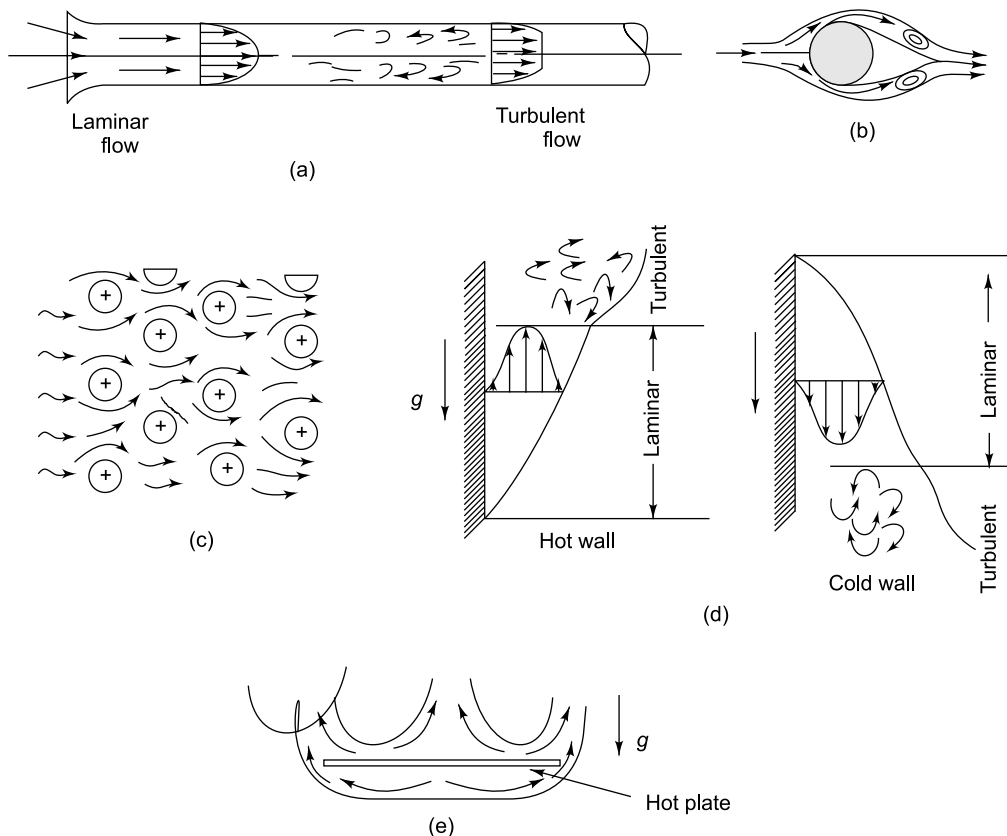 Laminar
flow
Turbulent
flow
(a)
(b)
+ + + + + + + + + + +
(c)
g
Turbulent
Laminar
Hot wall
Laminar
Turbulent
Cold wall
(d)
g
Hot plate
(e)